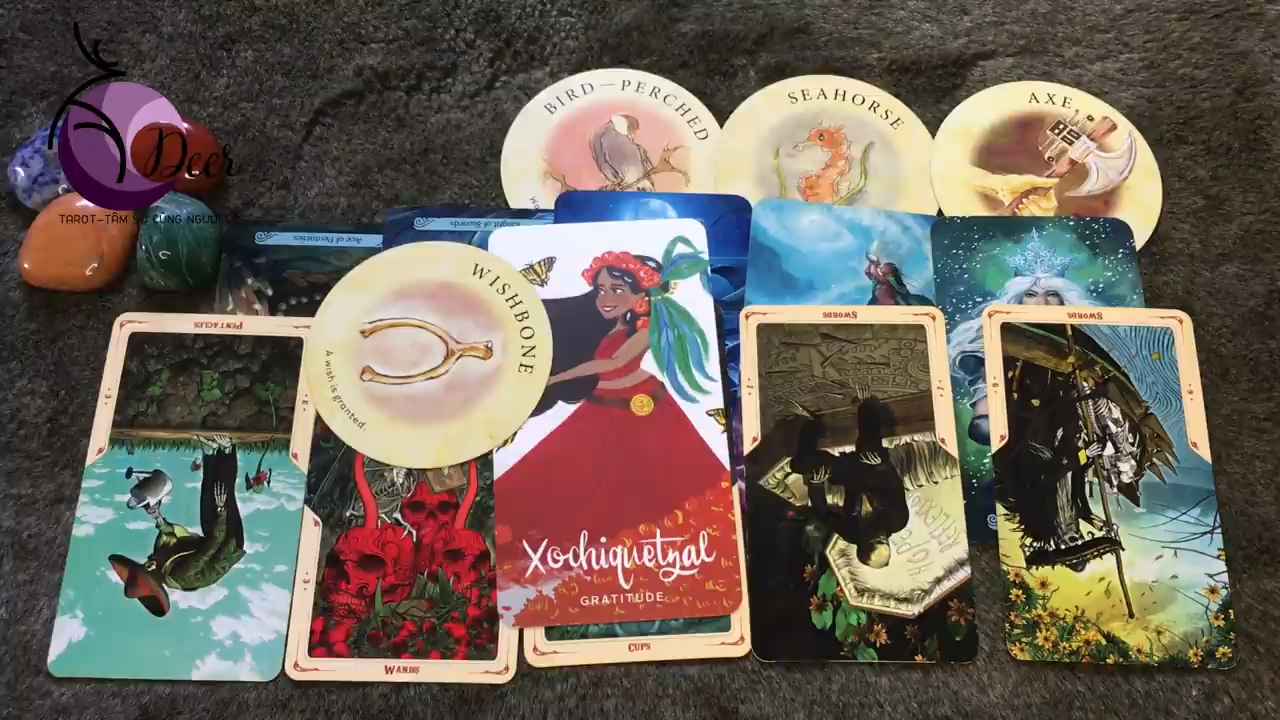 BIRD—PERCHED
SEAHORSE
AXE
Deer
TAROT-TÂM SỰ CÙNG NGƯỜI
Ace of Pentacles
Knight of Swords
WISHBONE
A wish is granted.
PENTACLES
SWORDS
SWORDS
Xochiquetzal
GRATITUDE
WANDS
CUPS